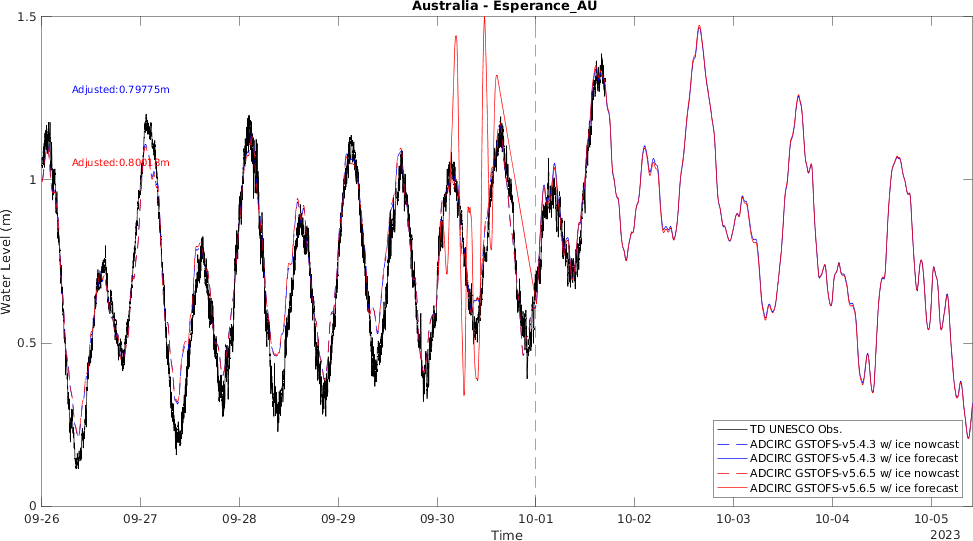 Australia - Esperance_AU
1.5
Adjusted:0.79775m
1
Water Level (m)
0.5
TD UNESCO Obs.
ADCIRC GSTOFS-v5.4.3 w/ ice nowcast
ADCIRC GSTOFS-v5.4.3 w/ ice forecast
ADCIRC GSTOFS-v5.6.5 w/ ice nowcast
ADCIRC GSTOFS-v5.6.5 w/ ice forecast
0
09-26 09-27 09-28 09-29 09-30 10-01 10-02 10-03 10-04 10-05
Time
2023